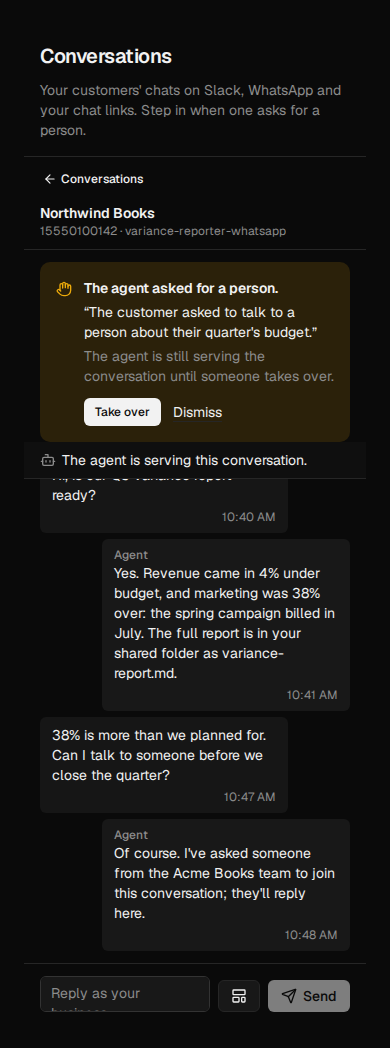 Conversations
Your customers' chats on Slack, WhatsApp and
your chat links. Step in when one asks for a
person.
Conversations
Northwind Books
15550100142 · variance-reporter-whatsapp
The agent asked for a person.
“The customer asked to talk to a
person about their quarter's budget.”
The agent is still serving the
conversation until someone takes over.
Take over
Dismiss
The agent is serving this conversation.
ready?
10:40 AM
Agent
Yes. Revenue came in 4% under
budget, and marketing was 38%
over: the spring campaign billed in
July. The full report is in your
shared folder as variance-
report.md.
10:41 AM
38% is more than we planned for.
Can I talk to someone before we
close the quarter?
10:47 AM
Agent
Of course. I've asked someone
from the Acme Books team to join
this conversation; they'll reply
here.
10:48 AM
Reply as your
Send